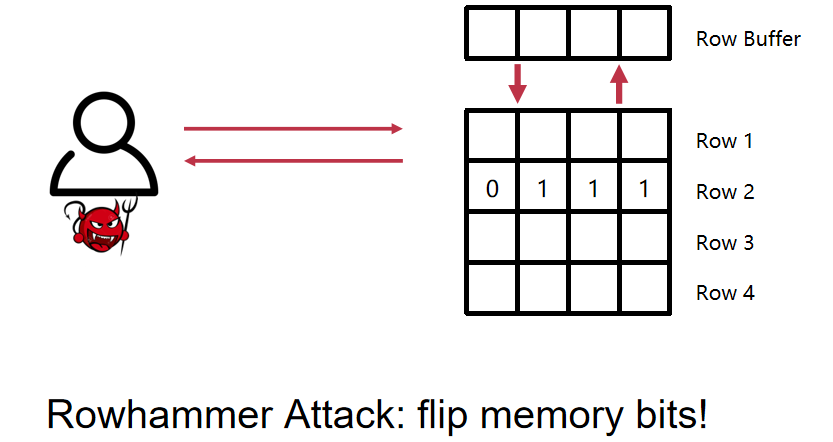 Row Buffer
Row 1
0 1 1 1 Row 2
Row 3
Row 4
Rowhammer Attack: flip memory bits!